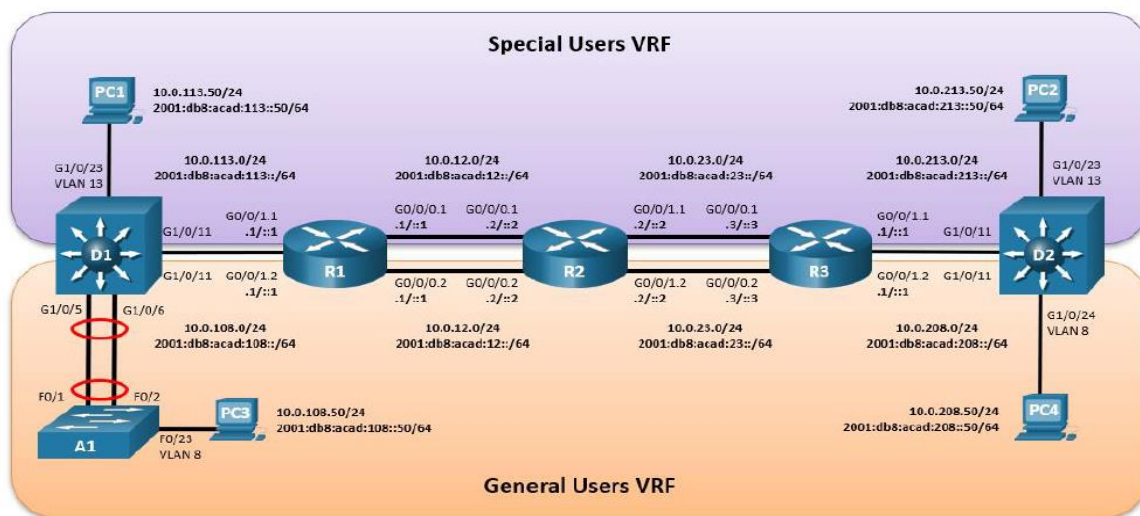 Special Users VRF
PC1
10.0.113.50/24
2001:db8:acad:113::50/64
10.0.213.50/24
2001:db8:acad:213::50/64
PC2
G1/0/23
VLAN 13
10.0.113.0/24
2001:db8:acad:113::/64
10.0.12.0/24
2001:db8:acad:12::/64
10.0.23.0/24
2001:db8:acad:23::/64
10.0.213.0/24
2001:db8:acad:213::/64
G1/0/23
VLAN 13
D1
G1/0/11
G0/0/1.1
.1/::1
R1
G0/0/0.1
.1/::1
G0/0/0.1
.2/::2
R2
G0/0/1.1
.2/::2
G0/0/0.1
.3/::3
R3
G0/0/1.1
.1/::1
G1/0/11
D2
G1/0/11
G0/0/1.2
.1/::1
G0/0/0.2
.1/::1
G0/0/0.2
.2/::2
G0/0/1.2
.2/::2
G0/0/0.2
.3/::3
G0/0/1.2
.1/::1
G1/0/11
G1/0/5
G1/0/6
10.0.108.0/24
2001:db8:acad:108::/64
10.0.12.0/24
2001:db8:acad:12::/64
10.0.23.0/24
2001:db8:acad:23::/64
10.0.208.0/24
2001:db8:acad:208::/64
G1/0/24
VLAN 8
F0/1
F0/2
A1
F0/23
VLAN 8
PC3
10.0.108.50/24
2001:db8:acad:108::50/64
10.0.208.50/24
2001:db8:acad:208::50/64
PC4
General Users VRF